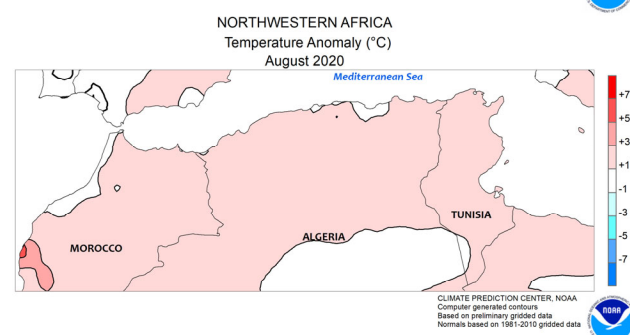 NORTHWESTERN AFRICA
Temperature Anomaly (°C)
August 2020
Mediterranean Sea
+7
+5
+3
+1
-1
-3
-5
-7
TUNISIA
ALGERIA
MOROCCO
CLIMATE PREDICTION CENTER, NOAA
Computer generated contours
Based on preliminary gridded data
Normals based on 1981-2010 gridded data
NOAA